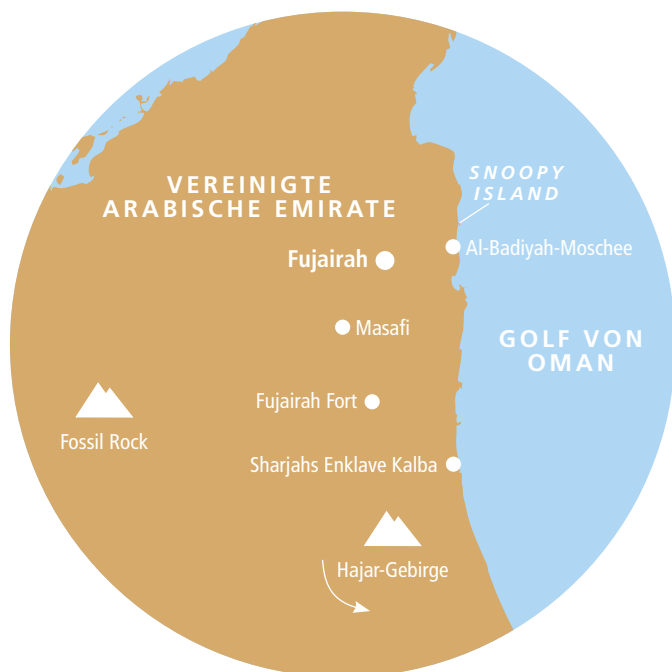 VEREINIGTE
ARABISCHE EMIRATE
SNOOPY
ISLAND
Al-Badiyah-Moschee
Fujairah
Masafi
GOLF VON
OMAN
Fujairah Fort
Fossil Rock
Sharjahs Enklave Kalba
Hajar-Gebirge